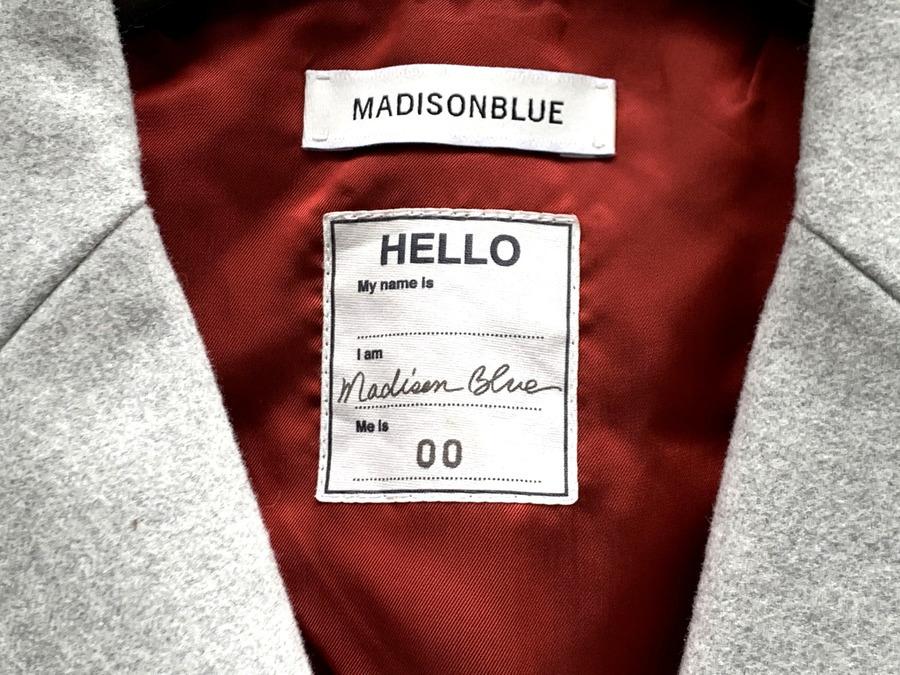 MADISONBLUE
HELLO
My name is
I am
Madison Blue
Me is
00